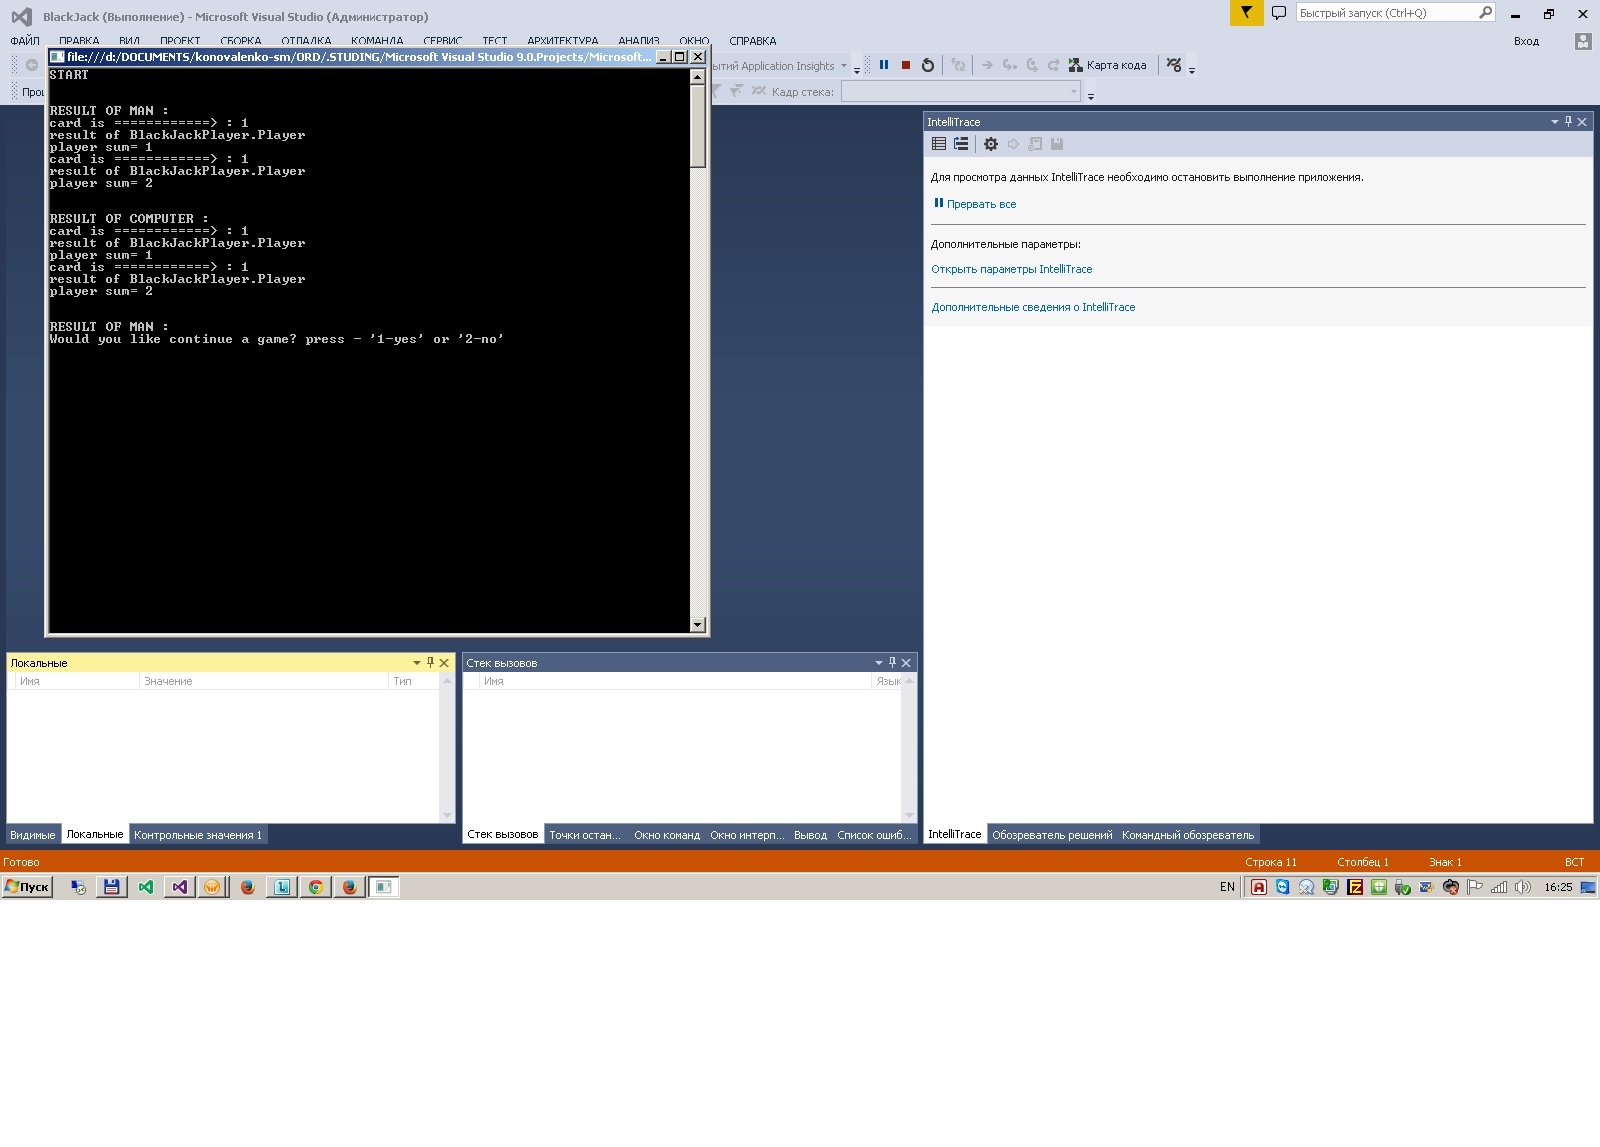 BlackJack (Выполнение) - Microsoft Visual Studio (Администратор)
Быстрый запуск (Ctrl+Q)
ФАЙЛ ПРАВКА ВИД ПРОЕКТ СБОРКА ОТЛАДКА КОМАНДА СЕРВИС ТЕСТ АРХИТЕКТУРА АНАЛИЗ ОКНО СПРАВКА
Вход
file:///d:/DOCUMENTS/konovalenko-sm/ORD/.STUDING/Microsoft Visual Studio 9.0.Projects/Microsoft...
Application Insights
Карта кода
Кадр стека:
START
RESULT OF MAN :
card is ============> : 1
result of BlackJackPlayer.Player
player sum= 1
card is ============> : 1
result of BlackJackPlayer.Player
player sum= 2
RESULT OF COMPUTER :
card is ============> : 1
result of BlackJackPlayer.Player
player sum= 1
card is ============> : 1
result of BlackJackPlayer.Player
player sum= 2
RESULT OF MAN :
Would you like continue a game? press - '1-yes' or '2-no'
IntelliTrace
Для просмотра данных IntelliTrace необходимо остановить выполнение приложения.
Прервать все
Дополнительные параметры:
Открыть параметры IntelliTrace
Дополнительные сведения о IntelliTrace
Локальные
Имя Значение Тип
Видимые Локальные Контрольные значения 1
Стек вызовов
Имя Язык
Стек вызовов Точки остан... Окно команд Окно интерп... Вывод Список ошиб...
IntelliTrace Обозреватель решений Командный обозреватель
Готово
Строка 11 Столбец 1 Знак 1 ВСТ
Пуск
EN
16:25